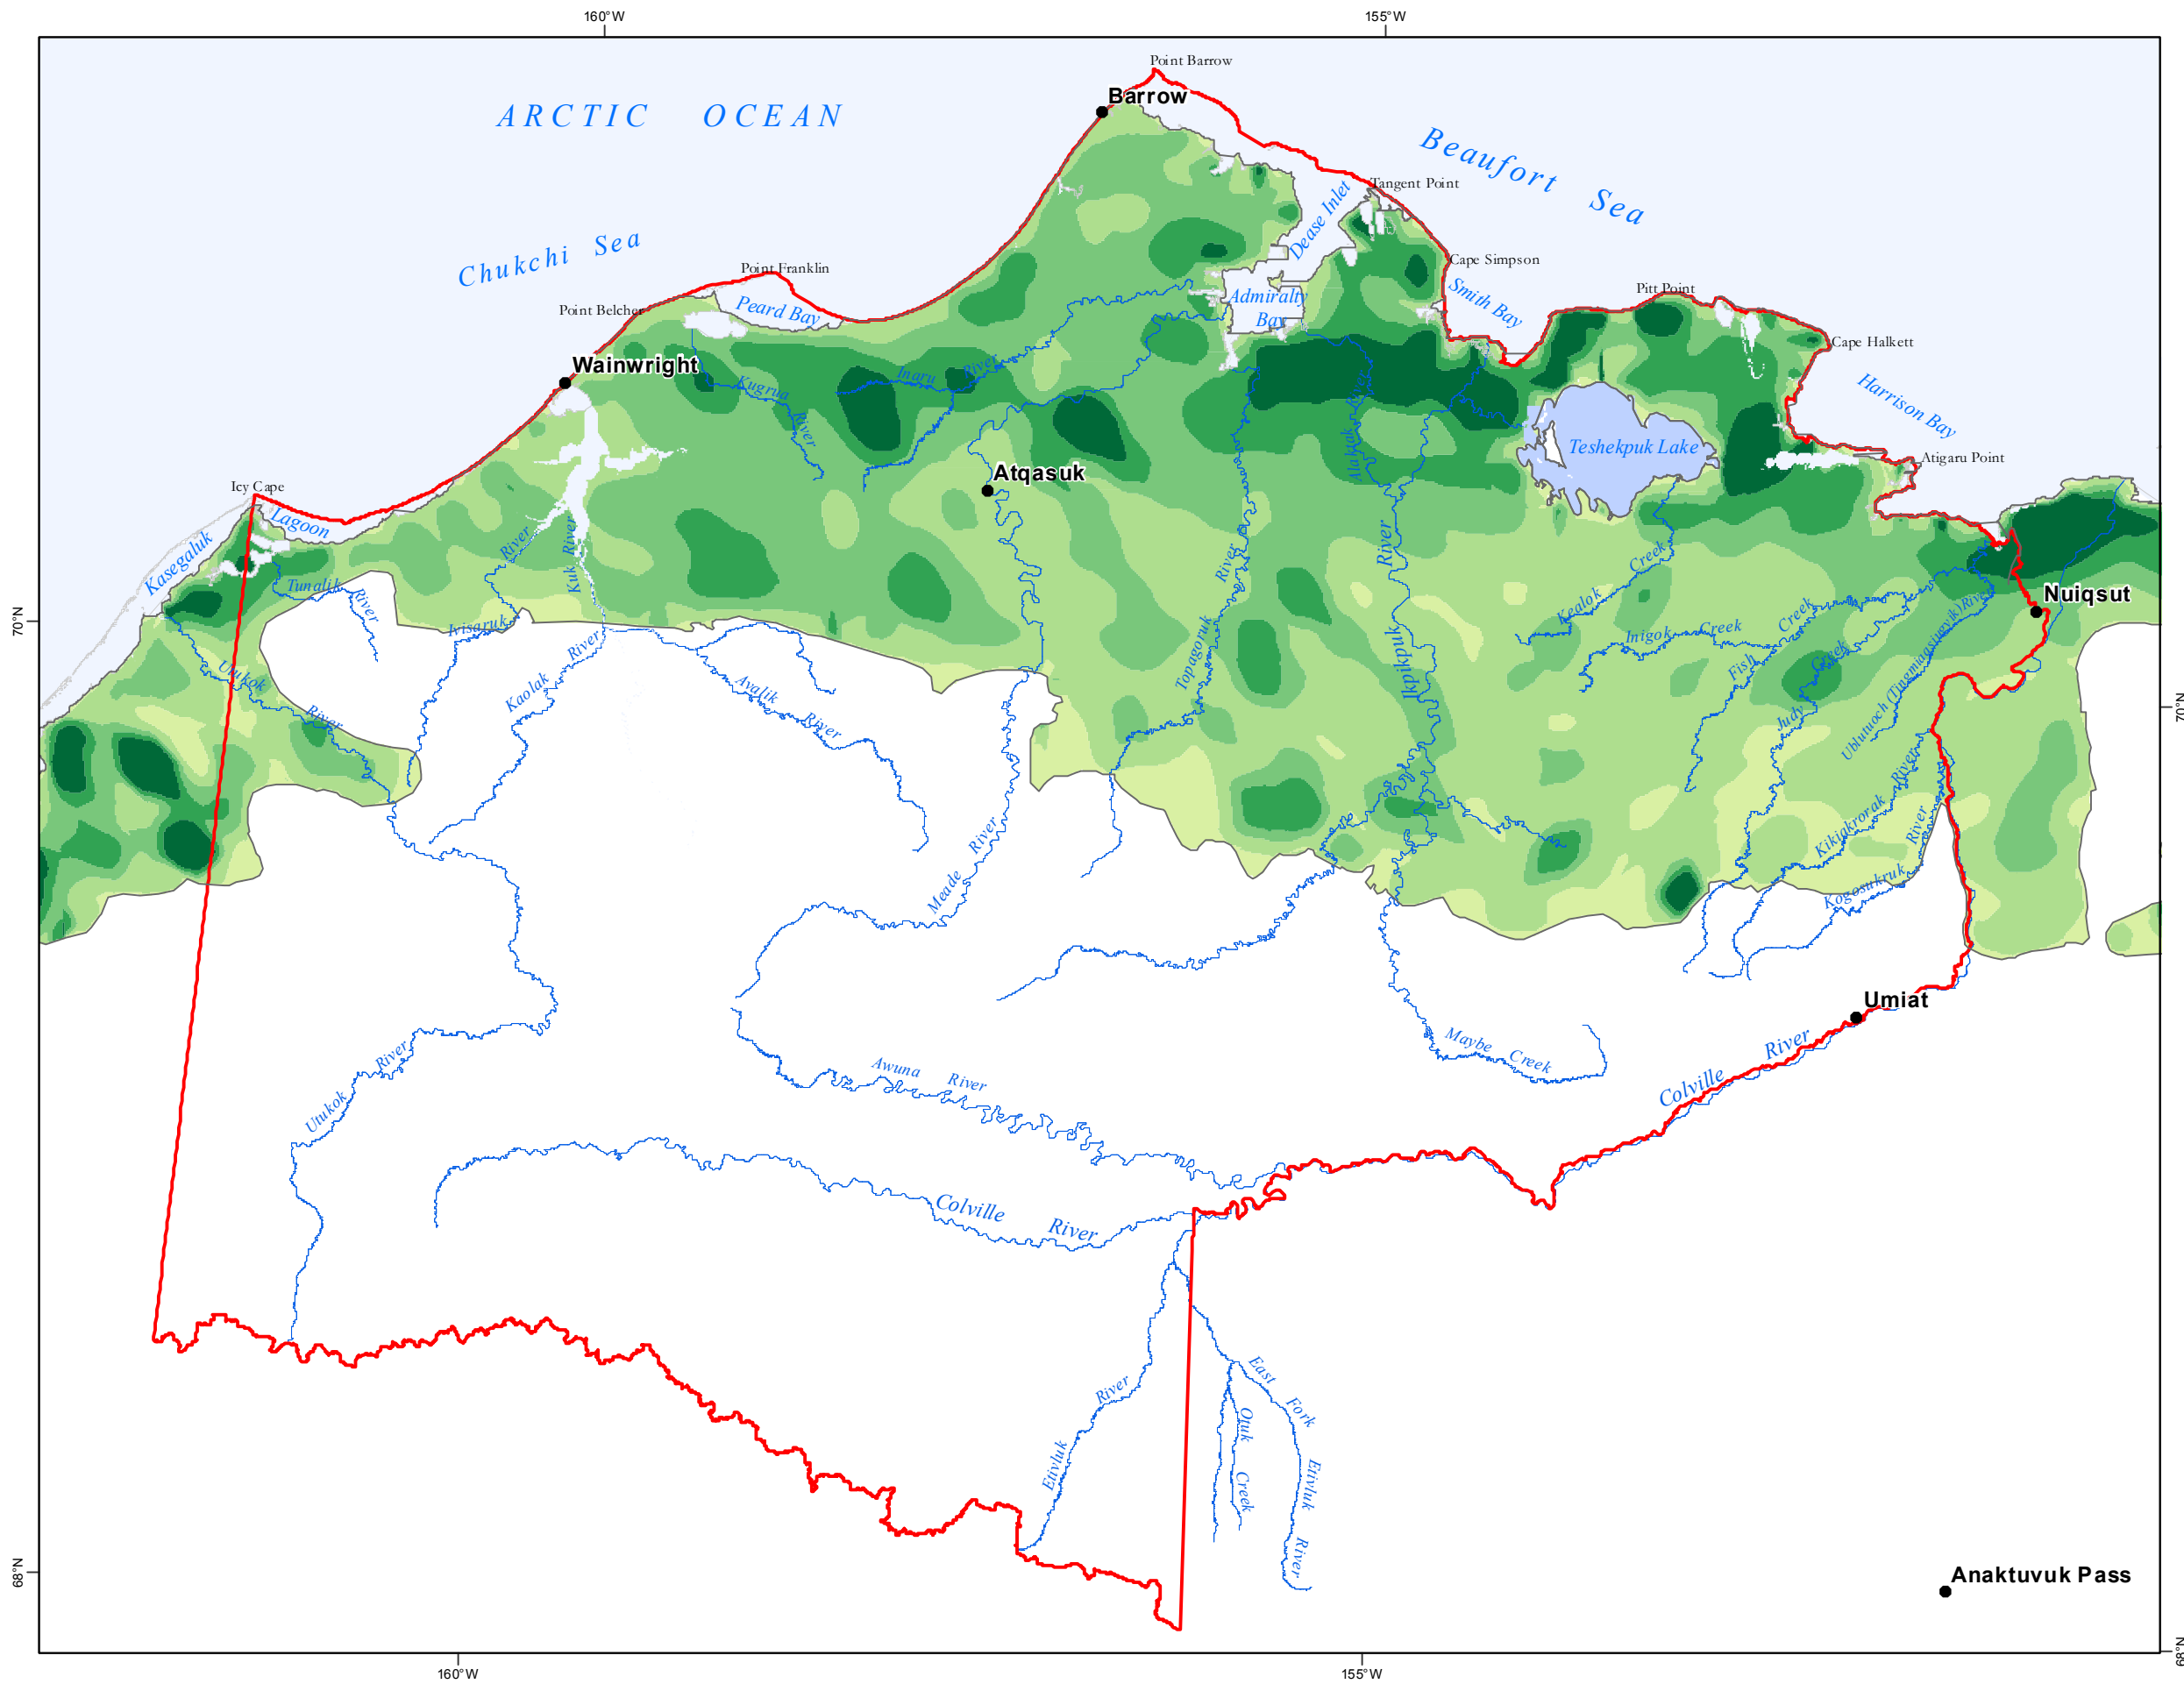 160°W
155°W
Point Barrow
Barrow
ARCTIC OCEAN
Beaufort Sea
Tangent Point
Dease Inlet
Chukchi Sea
Cape Simpson
Point Franklin
Smith Bay
Pitt Point
Admiralty
Bay
Peard Bay
Point Belcher
Cape Halkett
Wainwright
Harrison Bay
Inaru River
Kugrua River
Alaktak River
Teshekpuk Lake
Atigaru Point
Atqasuk
Icy Cape
Lagoon
Kasegaluk
River
Kuk River
River
River
Creek
Tunalik River
Nuiqsut
70°N
Ivisaruk
River
Kealok
Inigok Creek
Creek
Ublutuoch (Tingmiaqsiugvik) River
Topagoruk
Ikpikpuk
Fish
Creek
Utukok
River
Kaolak
Avalik
River
Judy
70°N
River
Kikiakrorak
River
Meade River
Kogosukruk
Umiat
Maybe Creek
River
Colville
River
Utukok
Awuna River
Colville River
East Fork
Etivluk River
River
Etivluk
Otuk
Creek
68°N
Anaktuvuk Pass
68°N
160°W
155°W